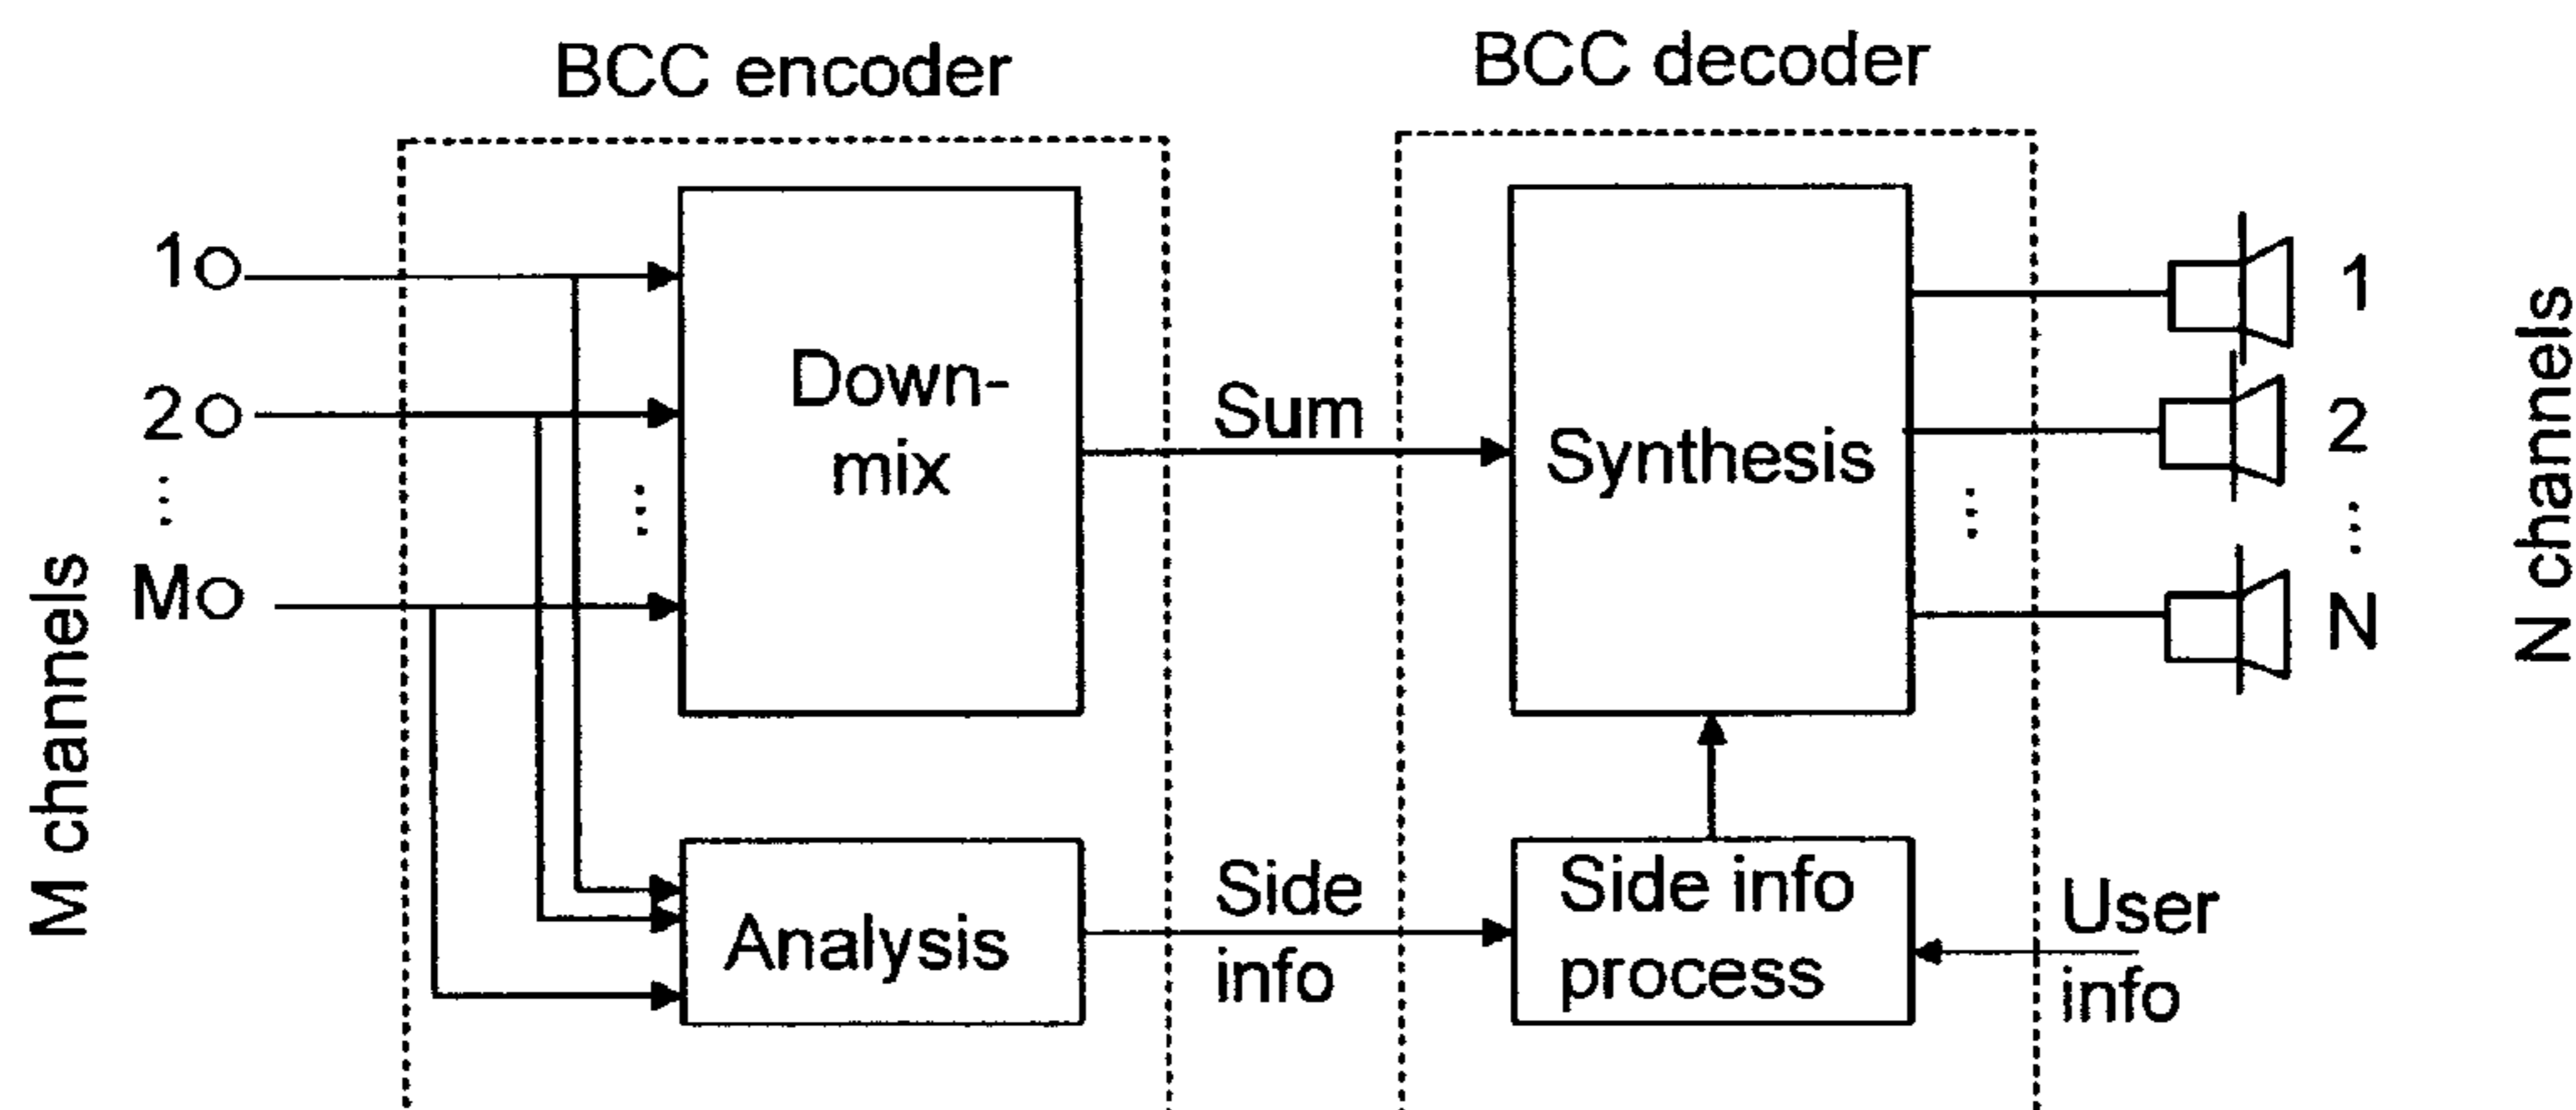 BCC encoder
BCC decoder
M channels
1
2
...
M
...
Down-
mix
Analysis
Sum
Side
info
Synthesis
...
Side info
process
User
info
1
2
...
N
N channels